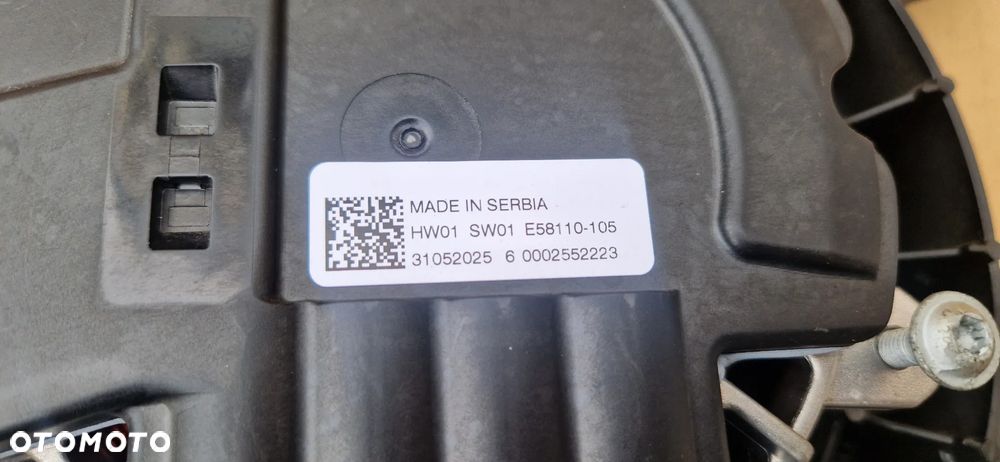 MADE IN SERBIA
HW01 SW01 E58110-105
31052025 6 0002552223
OTOMOTO